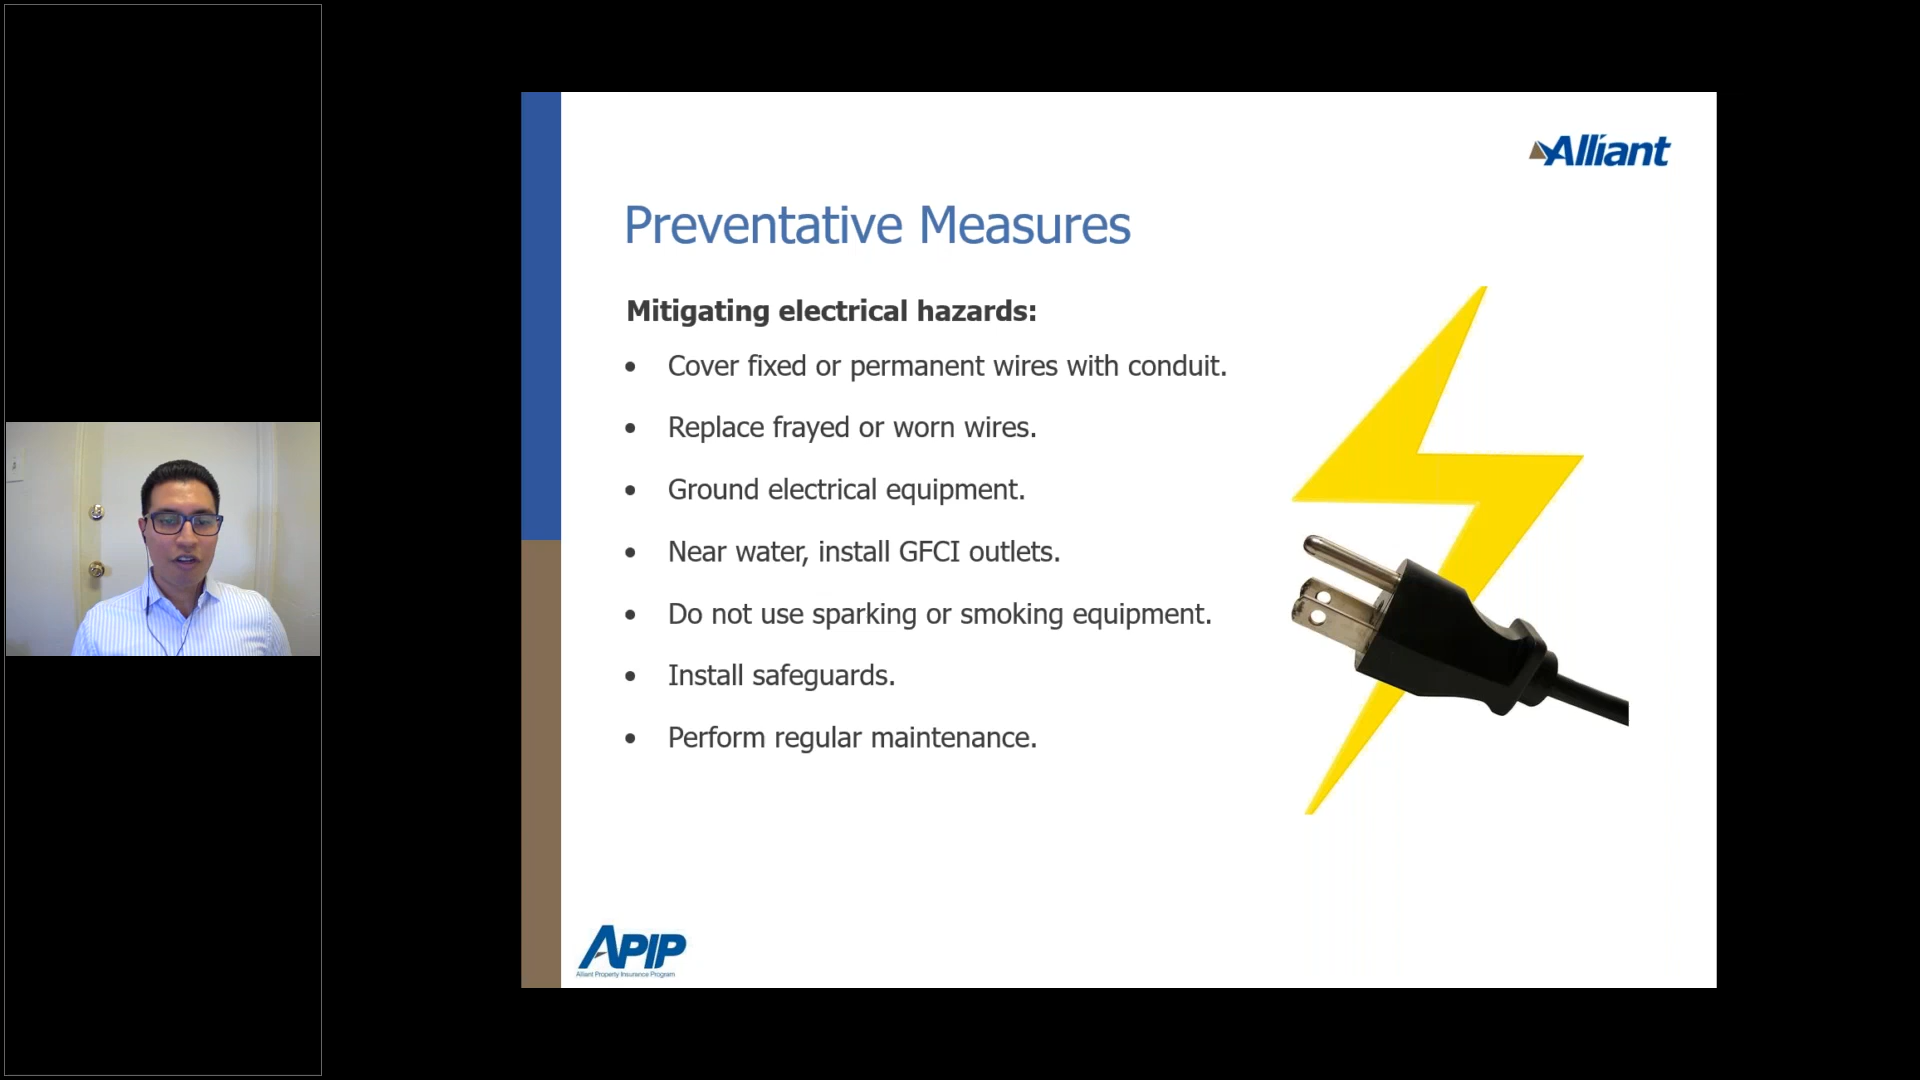 Alliant
Preventative Measures
Mitigating electrical hazards:
• Cover fixed or permanent wires with conduit.
• Replace frayed or worn wires.
• Ground electrical equipment.
• Near water, install GFCI outlets.
• Do not use sparking or smoking equipment.
• Install safeguards.
• Perform regular maintenance.
APIP
Alliant Property Insurance Program